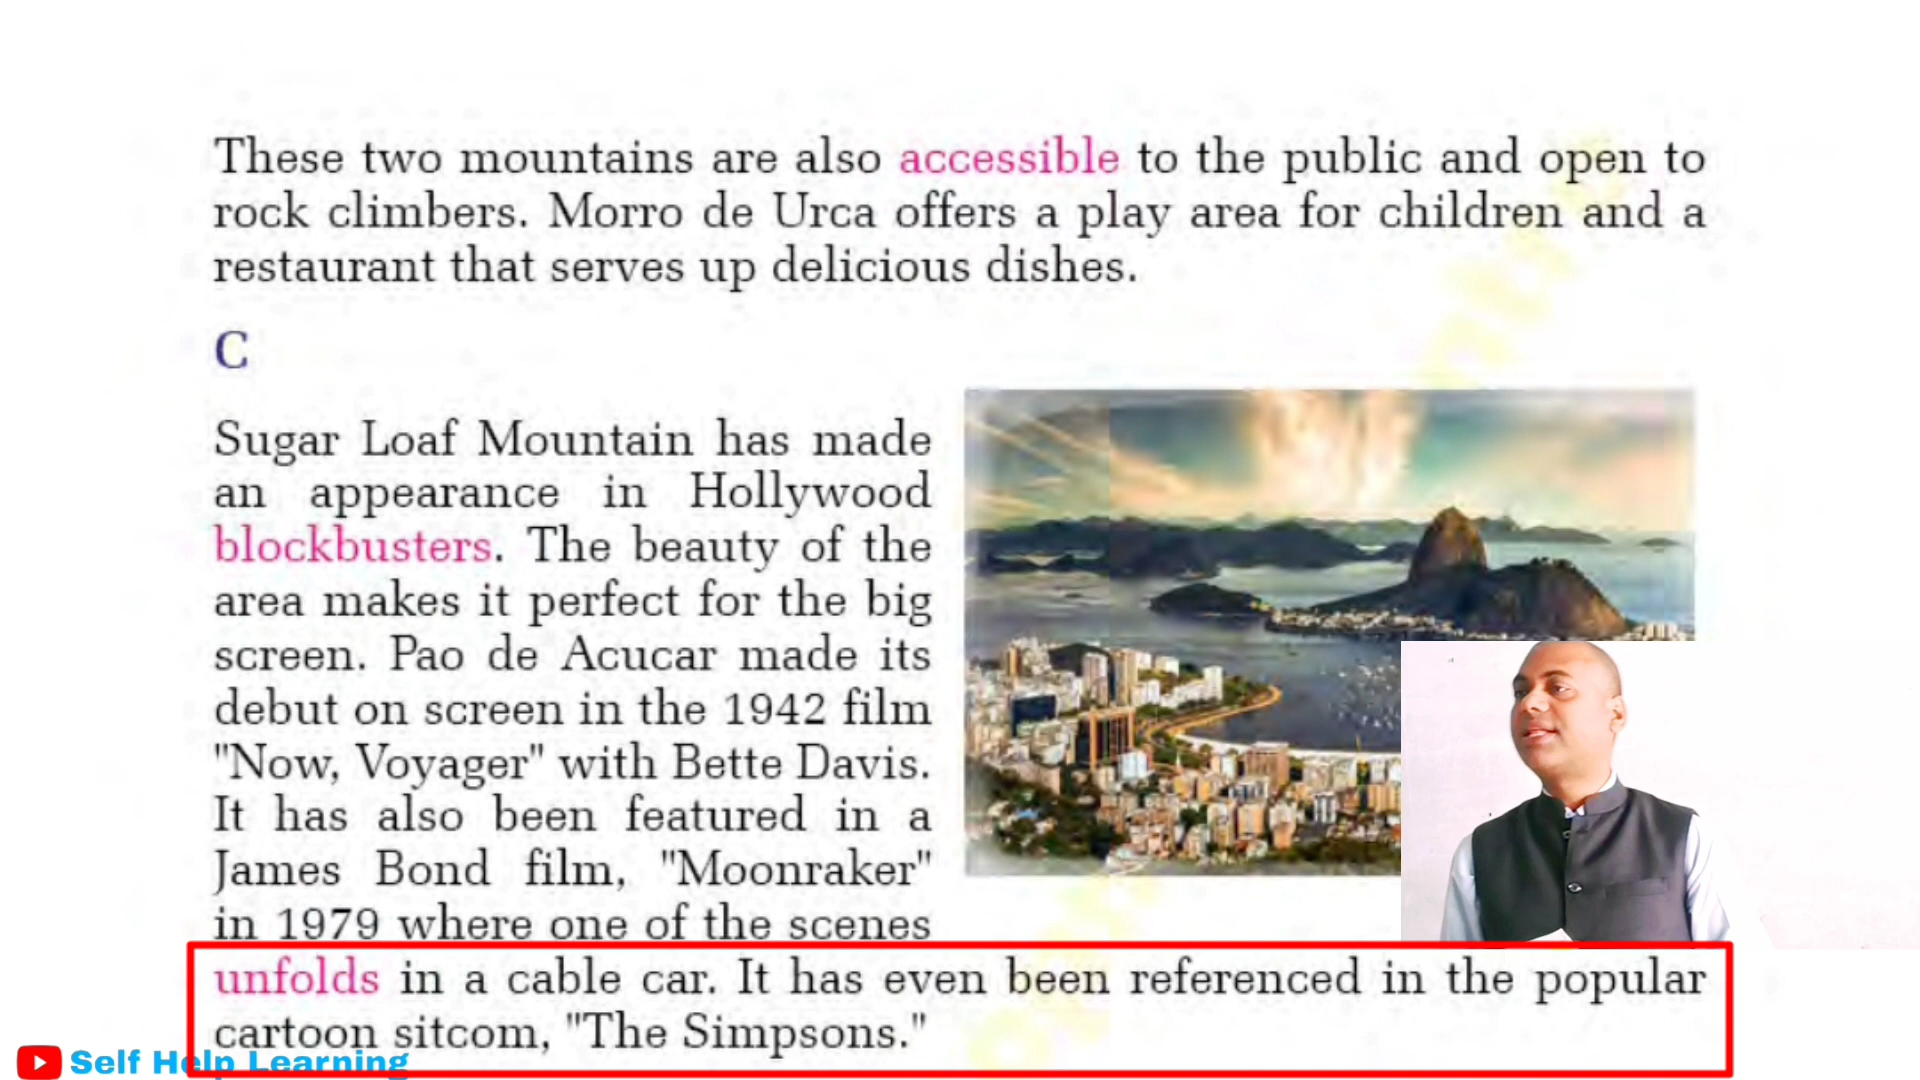 These two mountains are also accessible to the public and open to
rock climbers. Morro de Urca offers a play area for children and a
restaurant that serves up delicious dishes.
C
Sugar Loaf Mountain has made
an appearance in Hollywood
blockbusters. The beauty of the
area makes it perfect for the big
screen. Pao de Acucar made its
debut on screen in the 1942 film
"Now, Voyager" with Bette Davis.
It has also been featured in a
James Bond film, "Moonraker"
in 1979 where one of the scenes
unfolds in a cable car. It has even been referenced in the popular
cartoon sitcom, "The Simpsons."
Self Help Learning